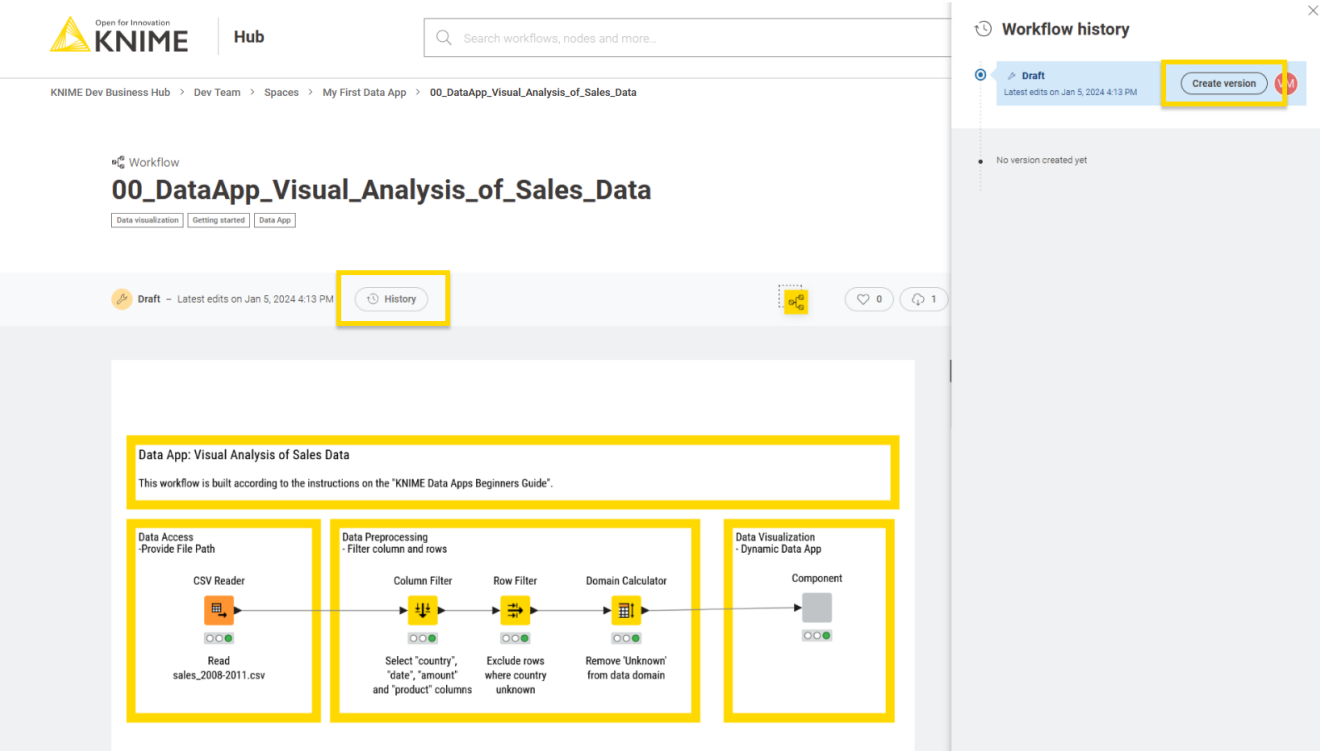 Open for Innovation
KNIME
Hub
Search workflows, nodes and more...
KNIME Dev Business Hub > Dev Team > Spaces > My First Data App > 00_DataApp_Visual_Analysis_of_Sales_Data
Workflow
00_DataApp_Visual_Analysis_of_Sales_Data
Data visualization Getting started Data App
Draft – Latest edits on Jan 5, 2024 4:13 PM History 0 1
Data App: Visual Analysis of Sales Data
This workflow is built according to the instructions on the "KNIME Data Apps Beginners Guide".
Data Access
-Provide File Path
CSV Reader
Read
sales_2008-2011.csv
Data Preprocessing
- Filter column and rows
Column Filter
Select "country",
"date", "amount"
and "product" columns
Row Filter
Exclude rows
where country
unknown
Domain Calculator
Remove 'Unknown'
from data domain
Data Visualization
- Dynamic Data App
Component
Workflow history
Draft
Latest edits on Jan 5, 2024 4:13 PM
Create version
No version created yet